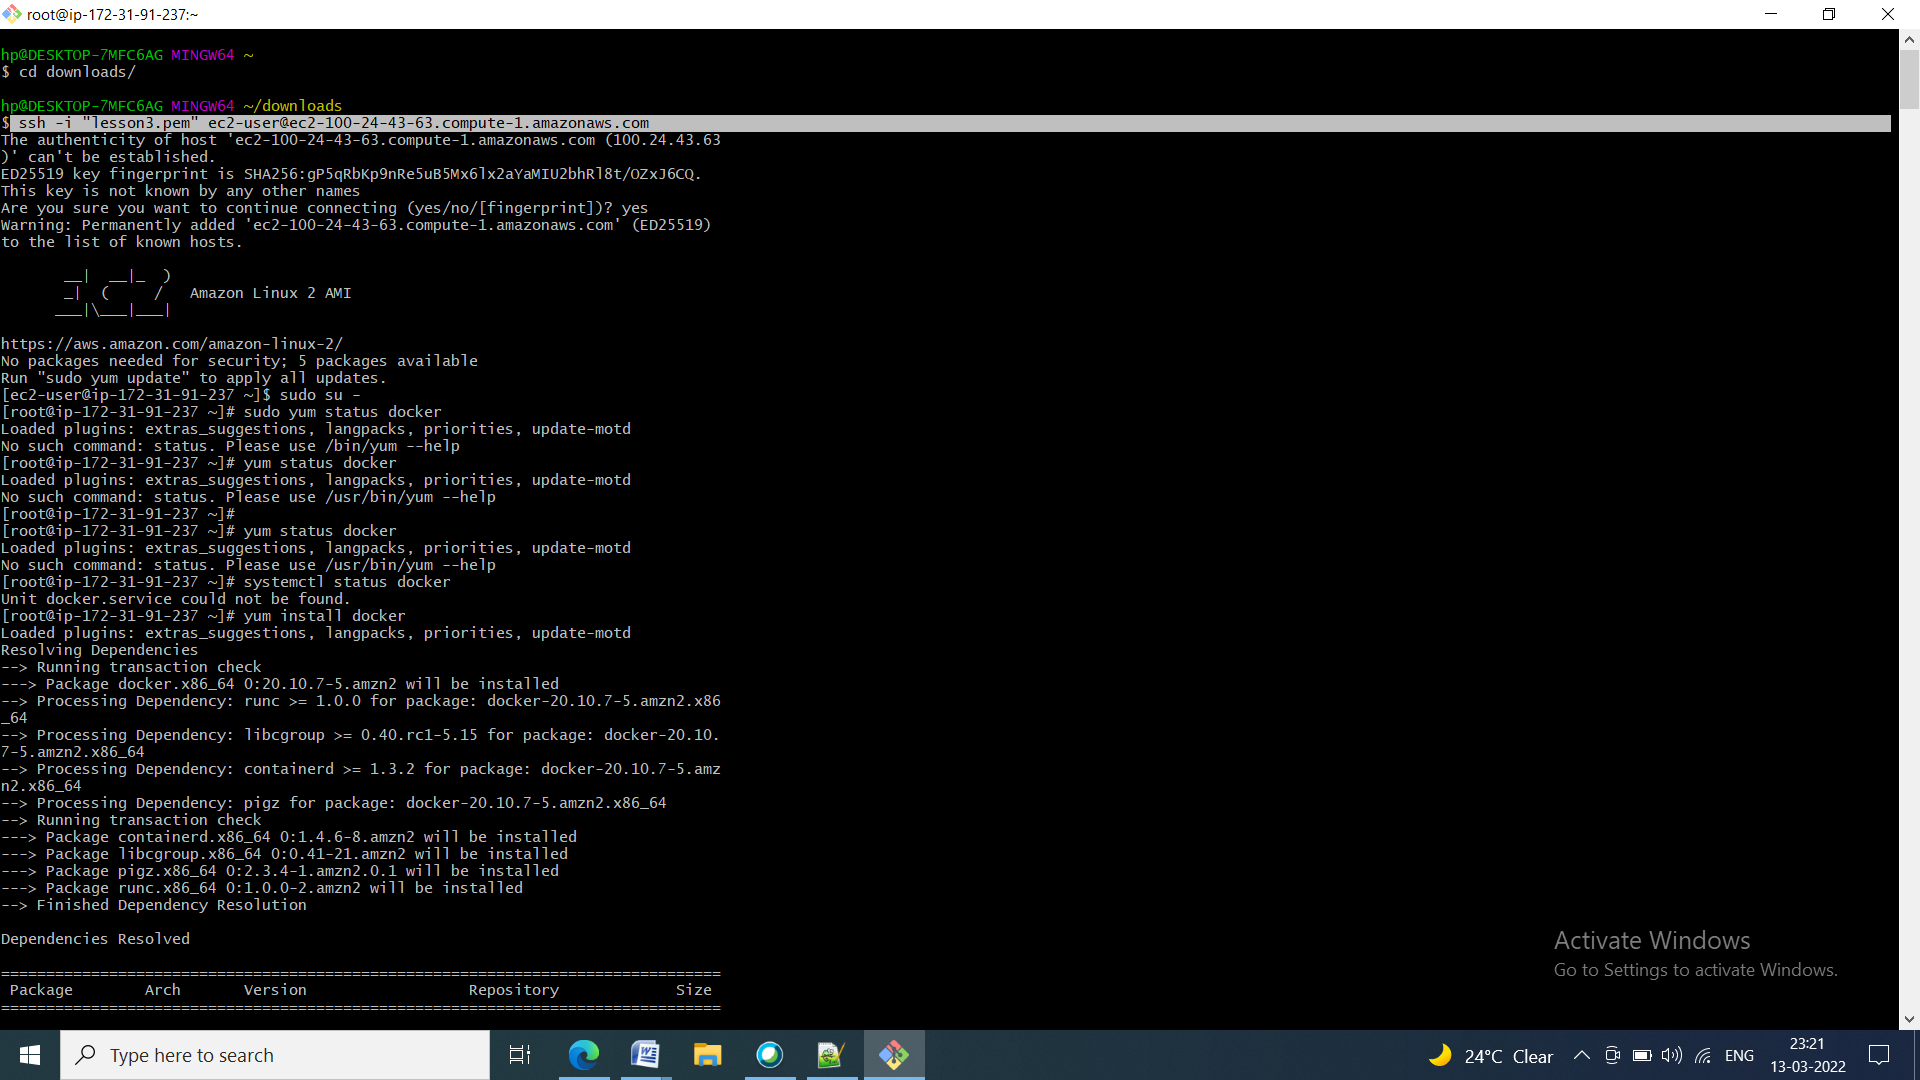 root@ip-172-31-91-237:~
hp@DESKTOP-7MFC6AG MINGW64 ~
$ cd downloads/
hp@DESKTOP-7MFC6AG MINGW64 ~/downloads
$ ssh -i "lesson3.pem" ec2-user@ec2-100-24-43-63.compute-1.amazonaws.com
The authenticity of host 'ec2-100-24-43-63.compute-1.amazonaws.com (100.24.43.63
)' can't be established.
ED25519 key fingerprint is SHA256:gP5qRbKp9nRe5uB5Mx6lx2aYaMIU2bhRl8t/OZxJ6CQ.
This key is not known by any other names
Are you sure you want to continue connecting (yes/no/[fingerprint])? yes
Warning: Permanently added 'ec2-100-24-43-63.compute-1.amazonaws.com' (ED25519)
to the list of known hosts.
       __|  __|_  )
       _|  (     /   Amazon Linux 2 AMI
      ___|\___|___|
https://aws.amazon.com/amazon-linux-2/
No packages needed for security; 5 packages available
Run "sudo yum update" to apply all updates.
[ec2-user@ip-172-31-91-237 ~]$ sudo su -
[root@ip-172-31-91-237 ~]# sudo yum status docker
Loaded plugins: extras_suggestions, langpacks, priorities, update-motd
No such command: status. Please use /bin/yum --help
[root@ip-172-31-91-237 ~]# yum status docker
Loaded plugins: extras_suggestions, langpacks, priorities, update-motd
No such command: status. Please use /usr/bin/yum --help
[root@ip-172-31-91-237 ~]#
[root@ip-172-31-91-237 ~]# yum status docker
Loaded plugins: extras_suggestions, langpacks, priorities, update-motd
No such command: status. Please use /usr/bin/yum --help
[root@ip-172-31-91-237 ~]# systemctl status docker
Unit docker.service could not be found.
[root@ip-172-31-91-237 ~]# yum install docker
Loaded plugins: extras_suggestions, langpacks, priorities, update-motd
Resolving Dependencies
--> Running transaction check
---> Package docker.x86_64 0:20.10.7-5.amzn2 will be installed
--> Processing Dependency: runc >= 1.0.0 for package: docker-20.10.7-5.amzn2.x86
_64
--> Processing Dependency: libcgroup >= 0.40.rc1-5.15 for package: docker-20.10.
7-5.amzn2.x86_64
--> Processing Dependency: containerd >= 1.3.2 for package: docker-20.10.7-5.amz
n2.x86_64
--> Processing Dependency: pigz for package: docker-20.10.7-5.amzn2.x86_64
--> Running transaction check
---> Package containerd.x86_64 0:1.4.6-8.amzn2 will be installed
---> Package libcgroup.x86_64 0:0.41-21.amzn2 will be installed
---> Package pigz.x86_64 0:2.3.4-1.amzn2.0.1 will be installed
---> Package runc.x86_64 0:1.0.0-2.amzn2 will be installed
--> Finished Dependency Resolution
Dependencies Resolved
================================================================================
 Package        Arch       Version                  Repository             Size
================================================================================
Activate Windows
Go to Settings to activate Windows.
Type here to search
24°C Clear
ENG
23:21
13-03-2022